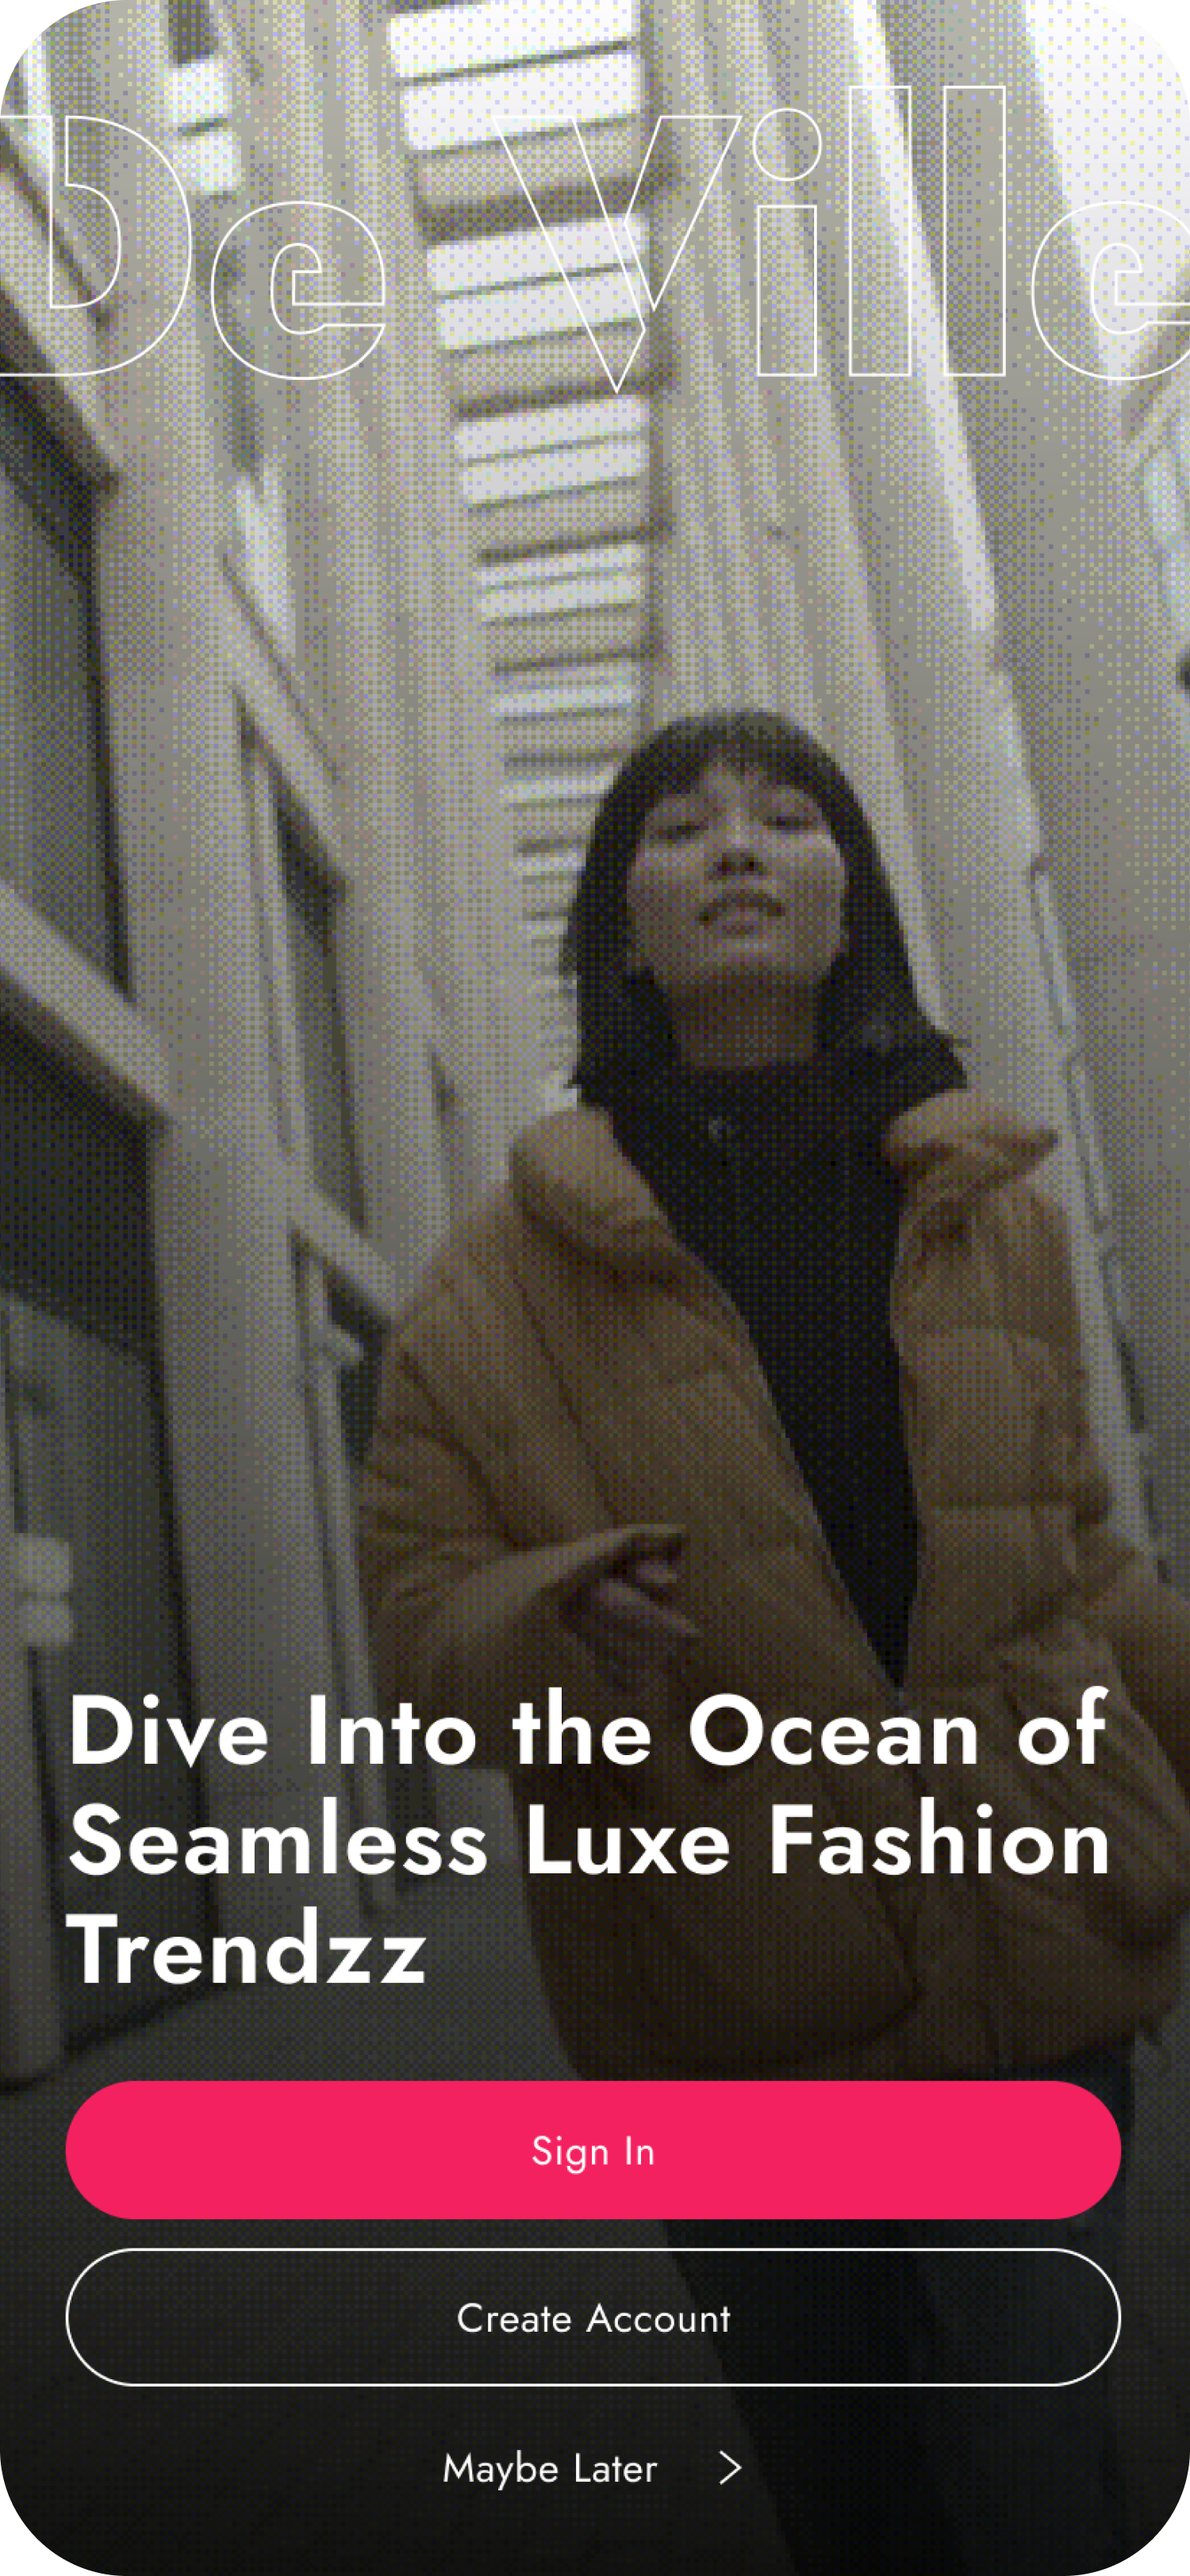 De Ville
Dive Into the Ocean of
Seamless Luxe Fashion
Trendzz
Sign In
Create Account
Maybe Later